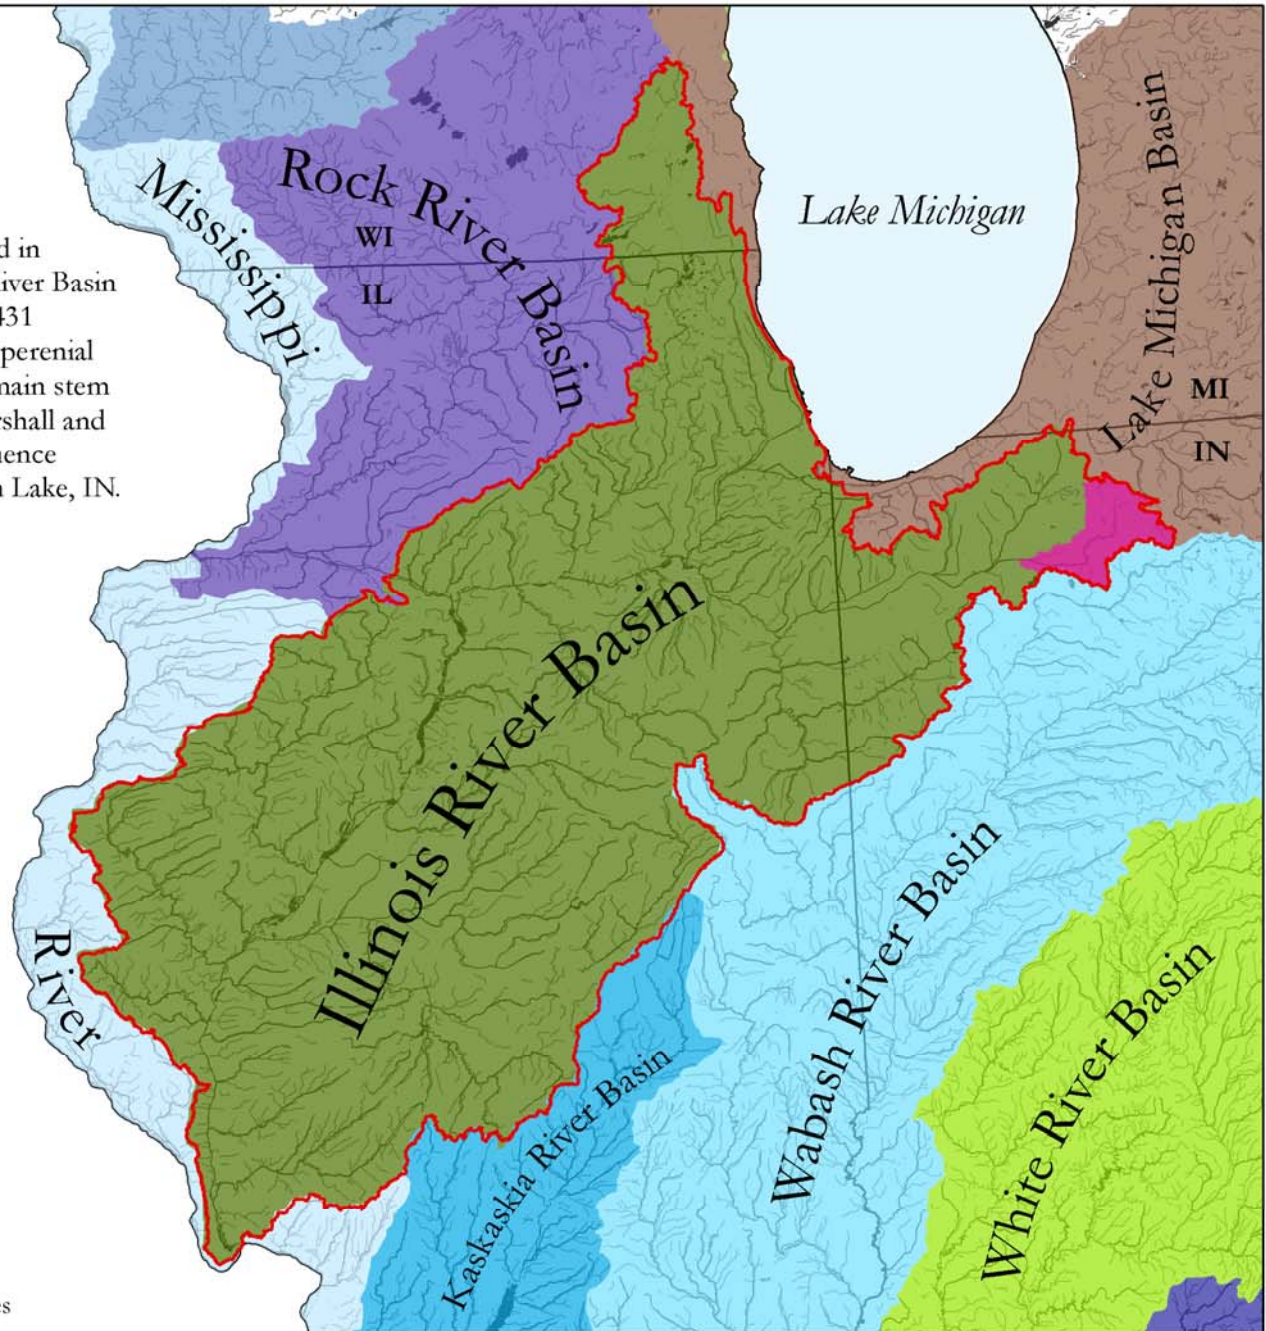 d in
iver Basin
431
perenial
main stem
rshall and
uence
n Lake, IN.
Mississippi
River
Rock River Basin
WI
IL
Lake Michigan
Lake Michigan Basin
MI
IN
Illinois River Basin
Kaskaskia River Basin
Wabash River Basin
White River Basin
es